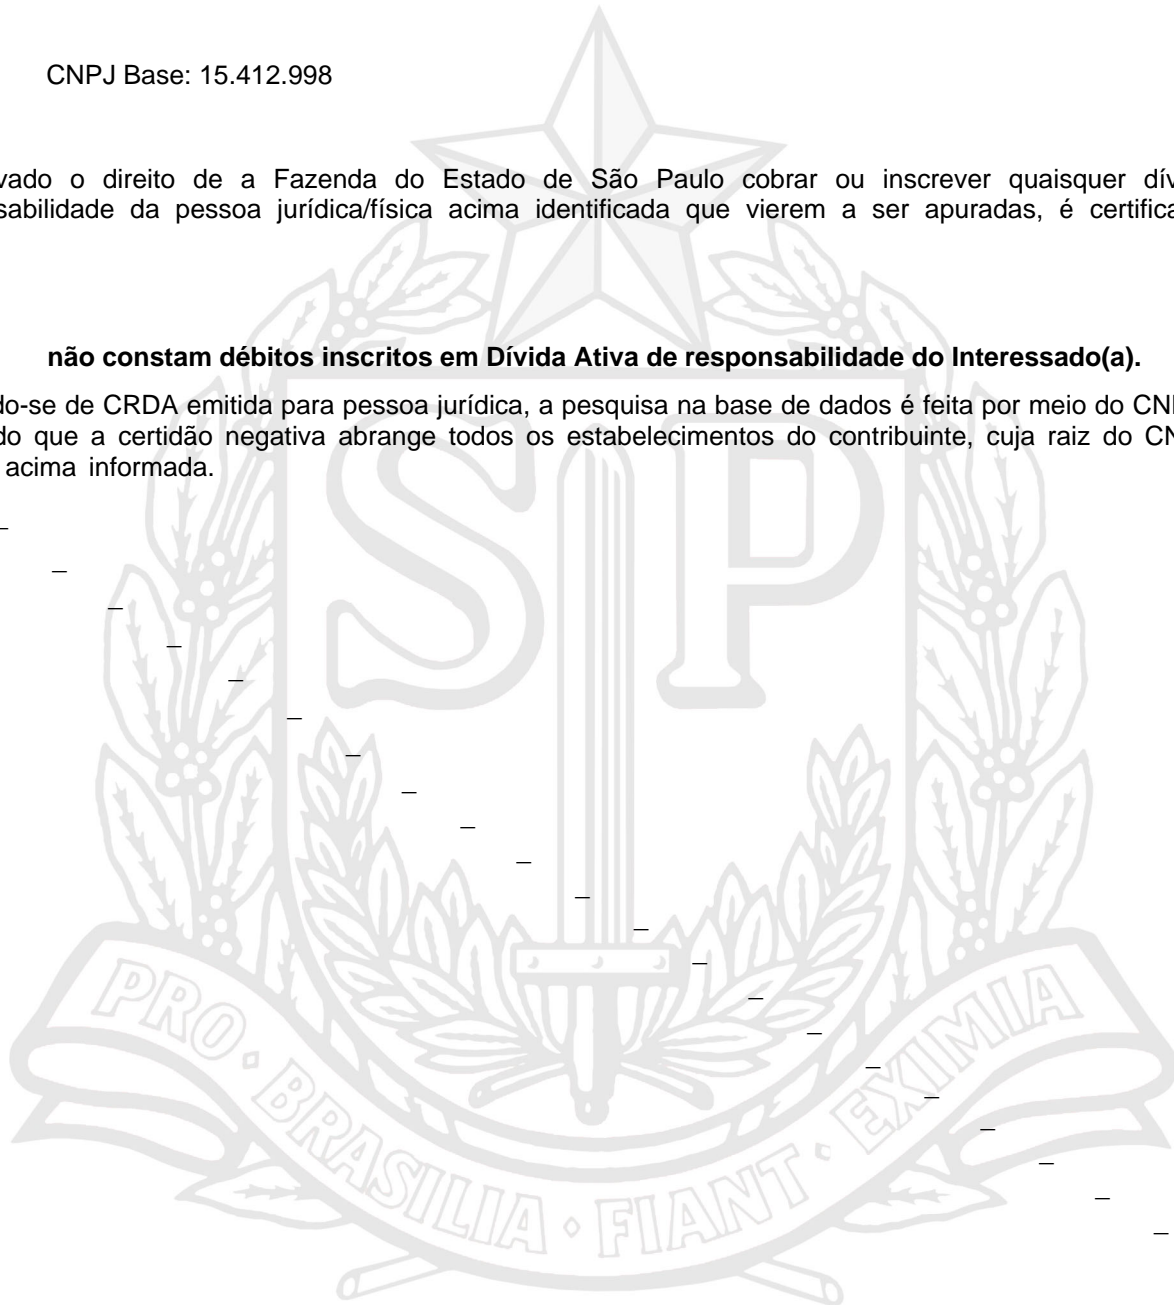 CNPJ Base: 15.412.998
vado o direito de a Fazenda do Estado de São Paulo cobrar ou inscrever quaisquer dív
sabilidade da pessoa jurídica/física acima identificada que vierem a ser apuradas, é certifica
não constam débitos inscritos em Dívida Ativa de responsabilidade do Interessado(a).
do-se de CRDA emitida para pessoa jurídica, a pesquisa na base de dados é feita por meio do CN
do que a certidão negativa abrange todos os estabelecimentos do contribuinte, cuja raiz do CN
acima informada.
SP
PRO · BRASILIA · FIANT · EXIMIA